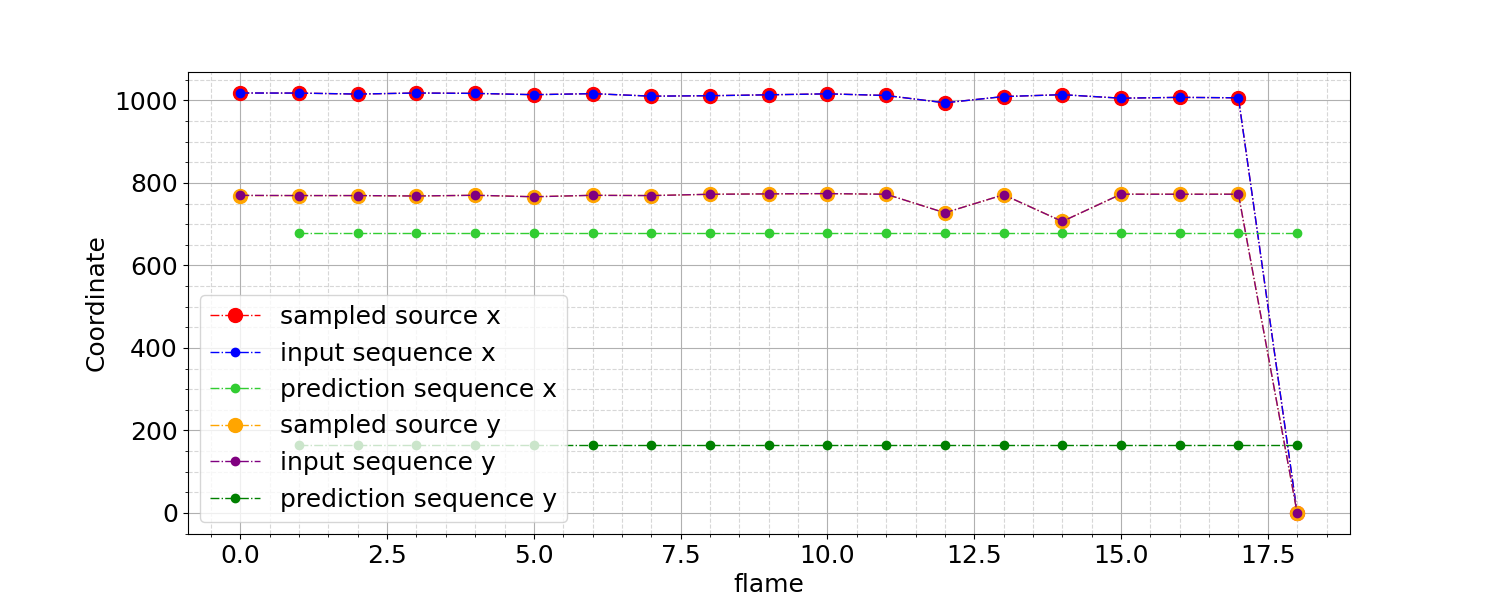 1000
800
600
400
200
0
Coordinate
sampled source x
input sequence x
prediction sequence x
sampled source y
input sequence y
prediction sequence y
0.0 2.5 5.0 7.5 10.0 12.5 15.0 17.5
flame